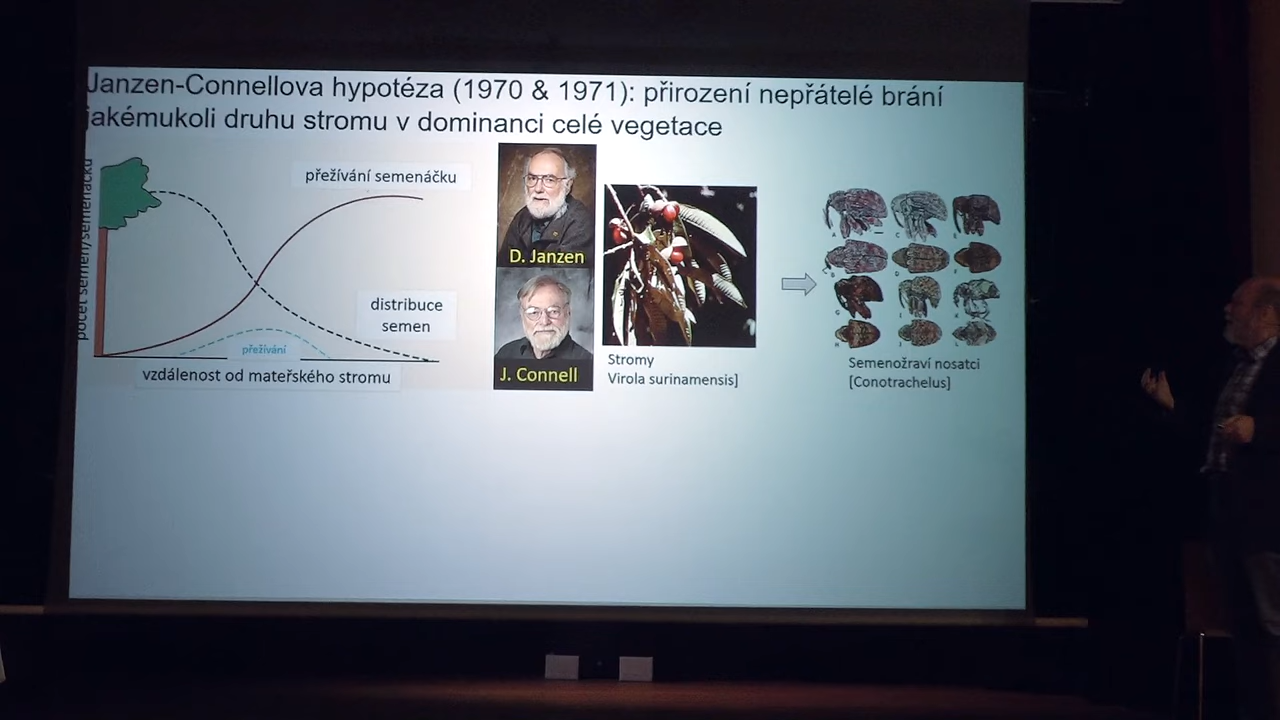 Janzen-Connellova hypotéza (1970 & 1971): přirození nepřátelé brání
jakémukoli druhu stromu v dominanci celé vegetace
počet semen/semenáčků
přežívání semenáčku
distribuce
semen
přežívání
vzdálenost od mateřského stromu
D. Janzen
J. Connell
Stromy
Virola surinamensis]
Semenožraví nosatci
[Conotrachelus]